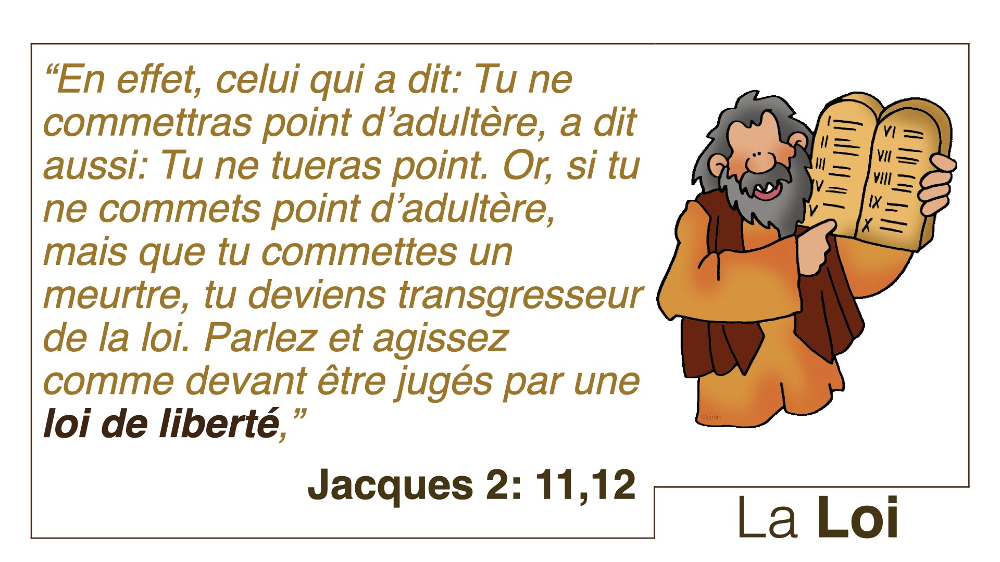 “En effet, celui qui a dit: Tu ne
commettras point d’adultère, a dit
aussi: Tu ne tueras point. Or, si tu
ne commets point d’adultère,
mais que tu commettes un
meurtre, tu deviens transgresseur
de la loi. Parlez et agissez
comme devant être jugés par une
loi de liberté,”
Jacques 2: 11,12
I
II
III
IV
V
VI
VII
VIII
IX
X
Martin
La Loi